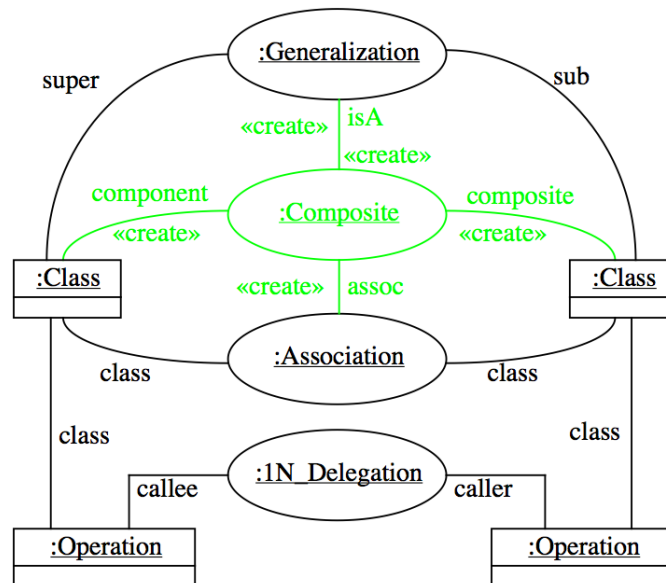 :Generalization
super
sub
«create» isA
«create»
component
composite
:Composite
«create»
«create»
:Class
:Class
«create» assoc
:Association
class
class
class
class
:1N_Delegation
callee
caller
:Operation
:Operation